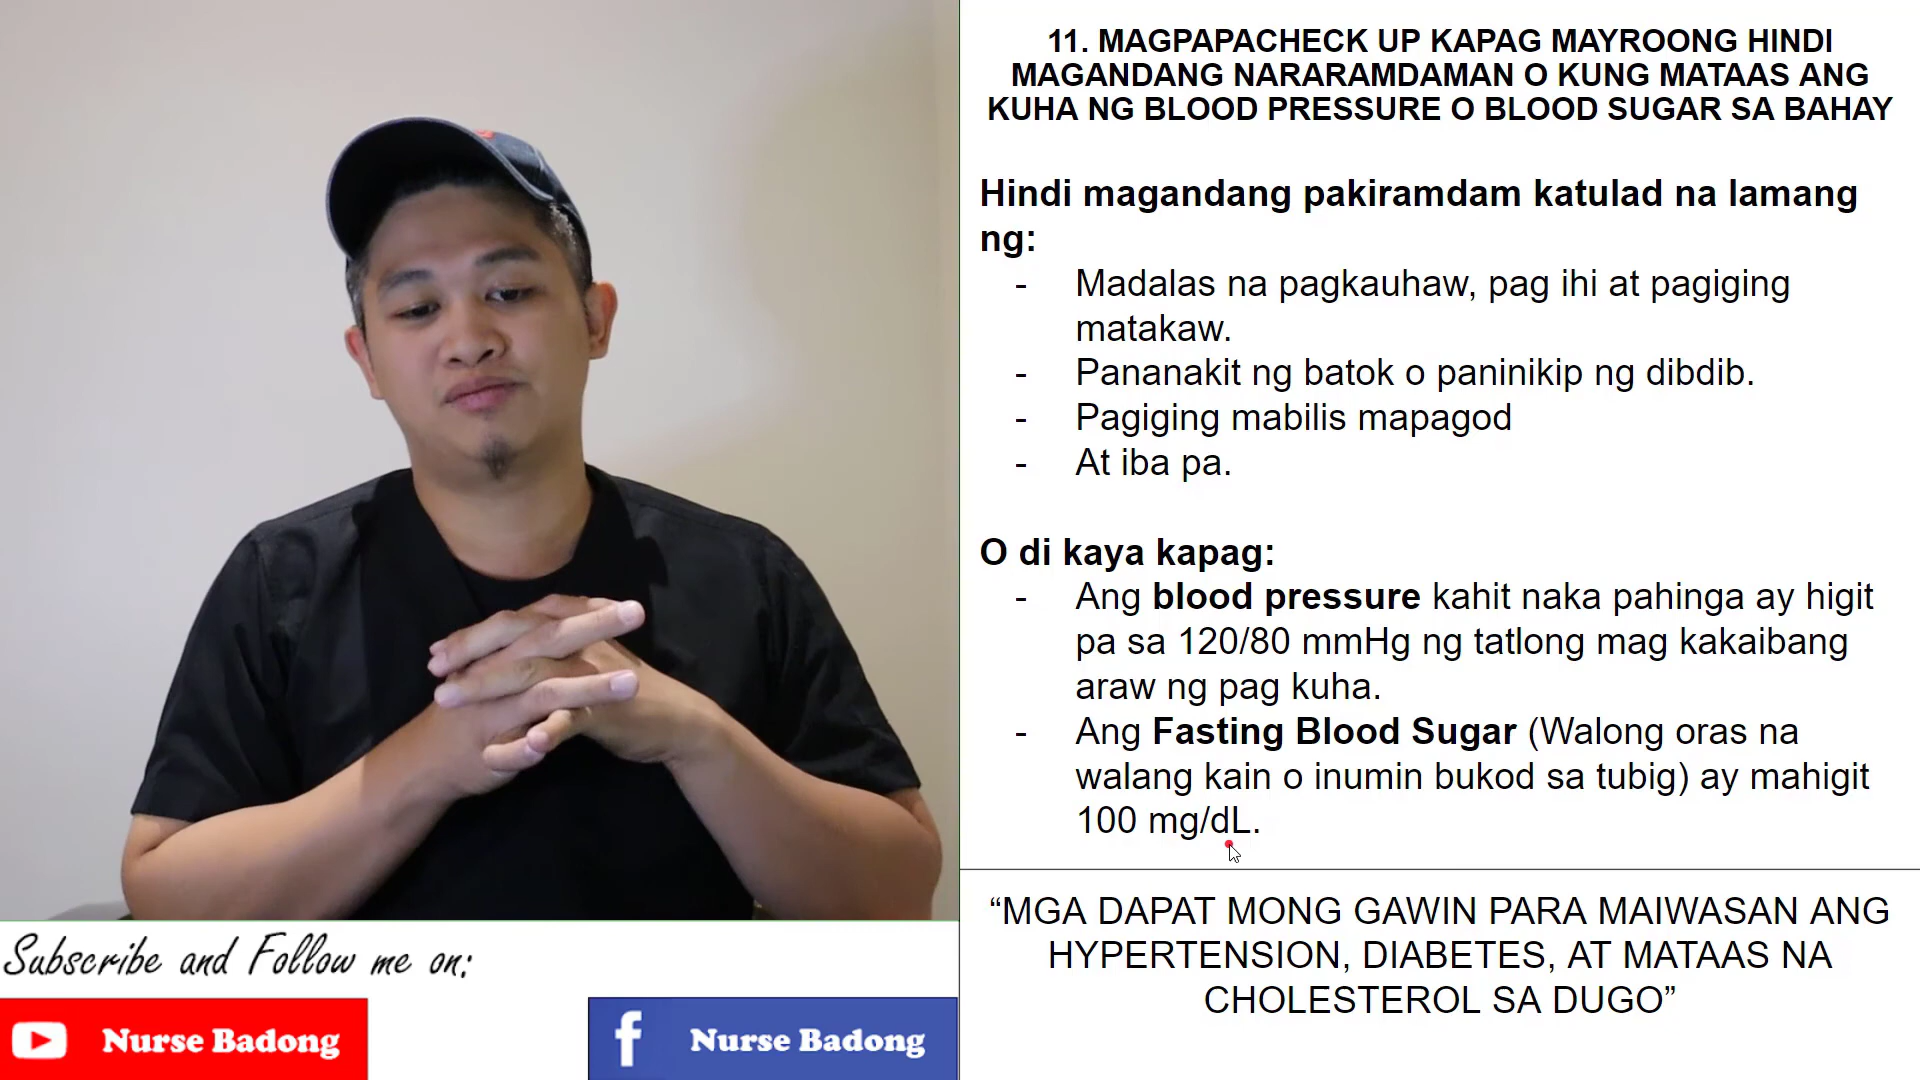 11. MAGPAPACHECK UP KAPAG MAYROONG HINDI
MAGANDANG NARARAMDAMAN O KUNG MATAAS ANG
KUHA NG BLOOD PRESSURE O BLOOD SUGAR SA BAHAY
Hindi magandang pakiramdam katulad na lamang
ng:
- Madalas na pagkauhaw, pag ihi at pagiging
matakaw.
- Pananakit ng batok o paninikip ng dibdib.
- Pagiging mabilis mapagod
- At iba pa.
O di kaya kapag:
- Ang blood pressure kahit naka pahinga ay higit
pa sa 120/80 mmHg ng tatlong mag kakaibang
araw ng pag kuha.
- Ang Fasting Blood Sugar (Walong oras na
walang kain o inumin bukod sa tubig) ay mahigit
100 mg/dL.
“MGA DAPAT MONG GAWIN PARA MAIWASAN ANG
HYPERTENSION, DIABETES, AT MATAAS NA
CHOLESTEROL SA DUGO”
Subscribe and Follow me on:
Nurse Badong
f Nurse Badong